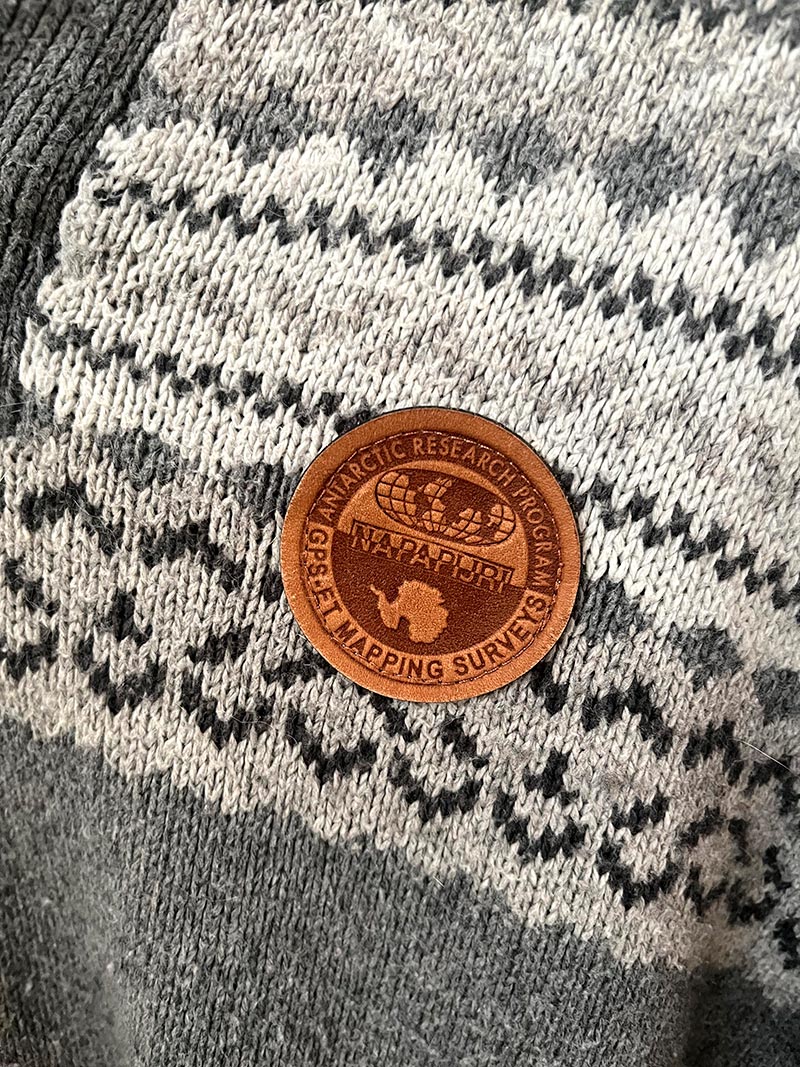 ANTARCTIC RESEARCH PROGRAM
NAPAPIJRI
GPS-ET MAPPING SURVEYS